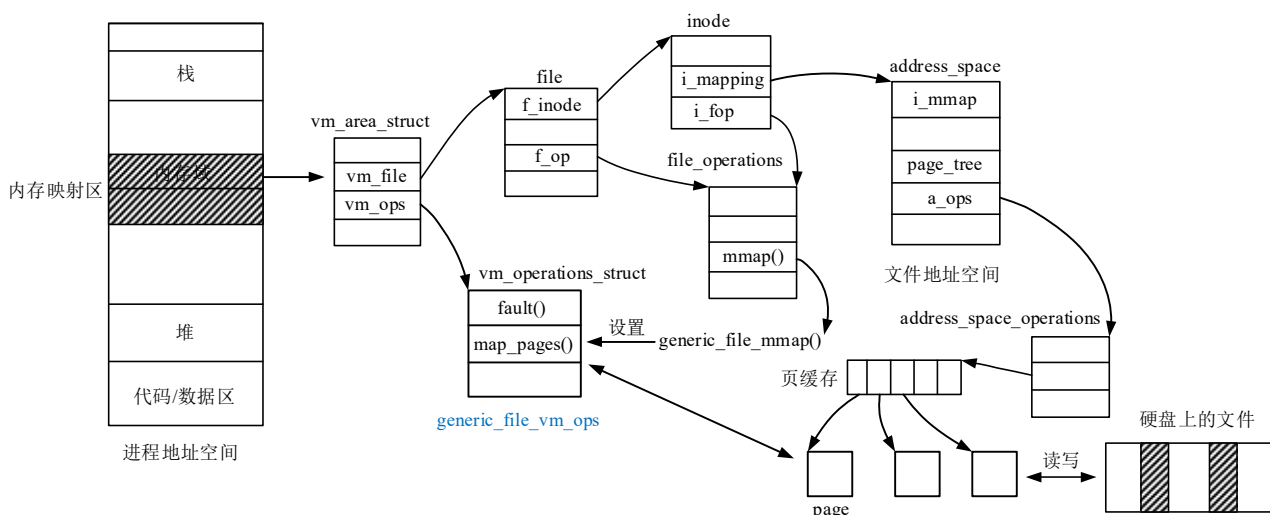 栈
内存域
内存映射区
堆
代码/数据区
进程地址空间
vm_area_struct
vm_file
vm_ops
file
f_inode
f_op
inode
i_mapping
i_fop
file_operations
mmap()
address_space
i_mmap
page_tree
a_ops
文件地址空间
vm_operations_struct
fault()
map_pages()
generic_file_vm_ops
设置
generic_file_mmap()
address_space_operations
页缓存
page
读写
硬盘上的文件